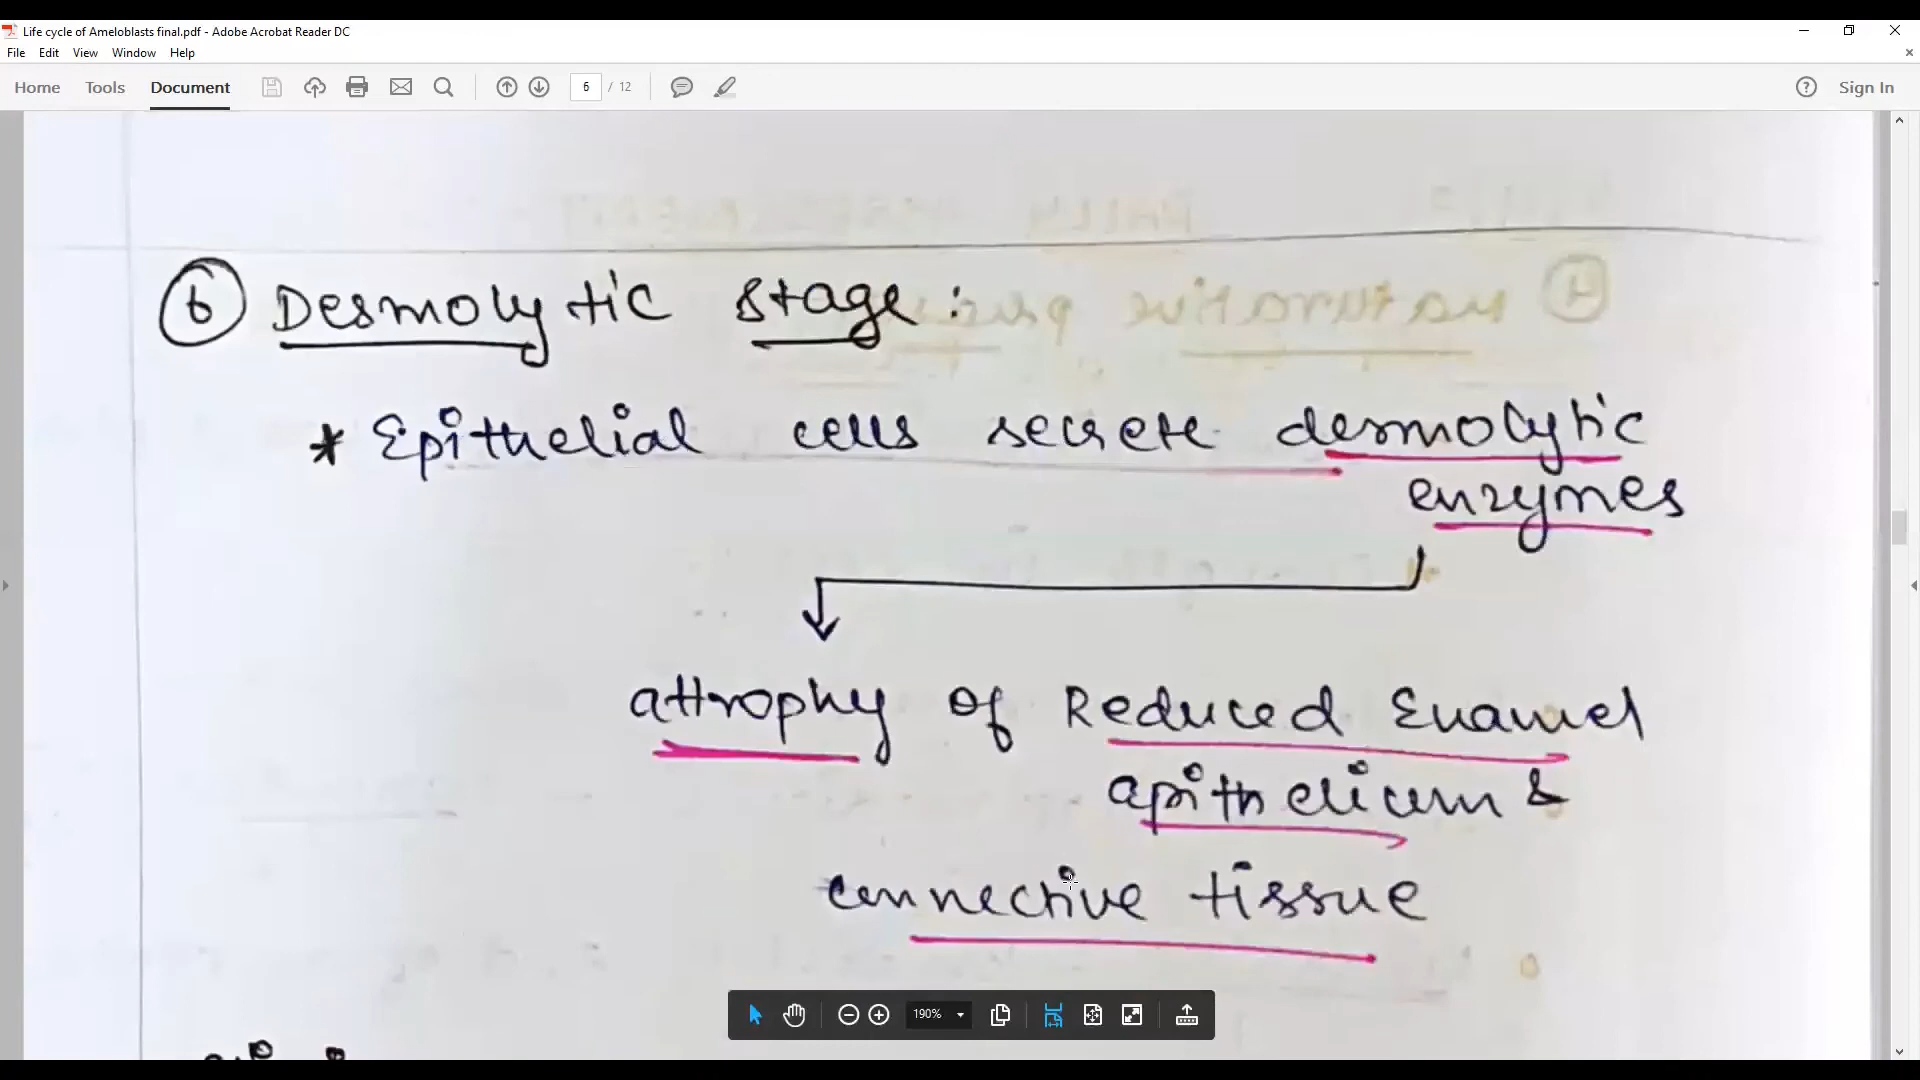 Life cycle of Ameloblasts final.pdf - Adobe Acrobat Reader DC
File Edit View Window Help
Home Tools Document 6 / 12 Sign In
6 Desmolytic stage:
* Epithelial cells secrete desmolytic
enzymes
attrophy of Reduced Enamel
apithelium &
connective tissue
190%